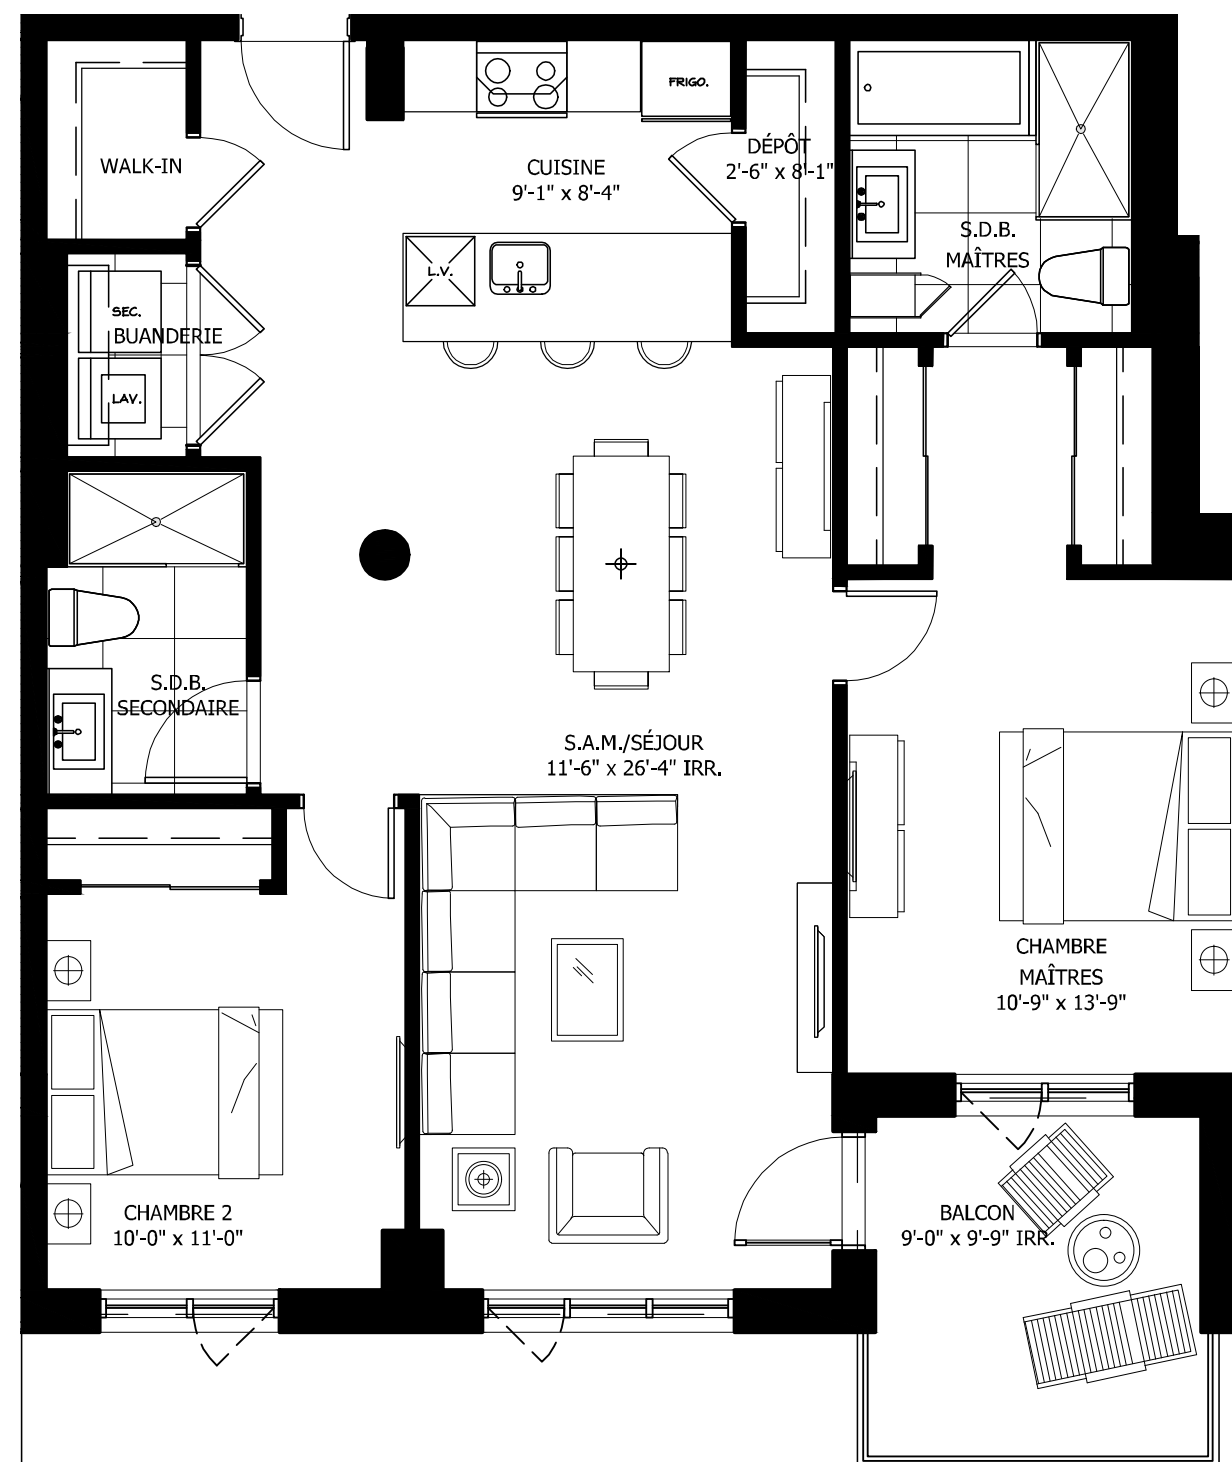 FRIGO.
WALK-IN
CUISINE
9'-1" x 8'-4"
DÉPÔT
2'-6" x 8'-1"
S.D.B.
MAÎTRES
L.V.
SEC.
BUANDERIE
LAV.
S.D.B.
SECONDAIRE
S.A.M./SÉJOUR
11'-6" x 26'-4" IRR.
CHAMBRE
MAÎTRES
10'-9" x 13'-9"
CHAMBRE 2
10'-0" x 11'-0"
BALCON
9'-0" x 9'-9" IRR.